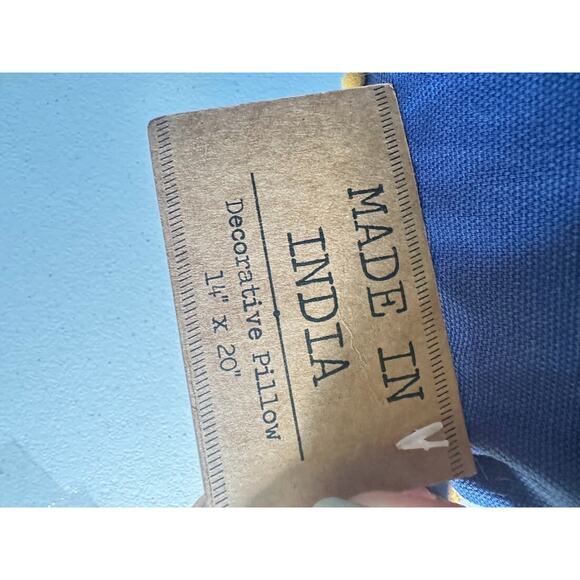 MADE IN
INDIA
Decorative Pillow
14" x 20"